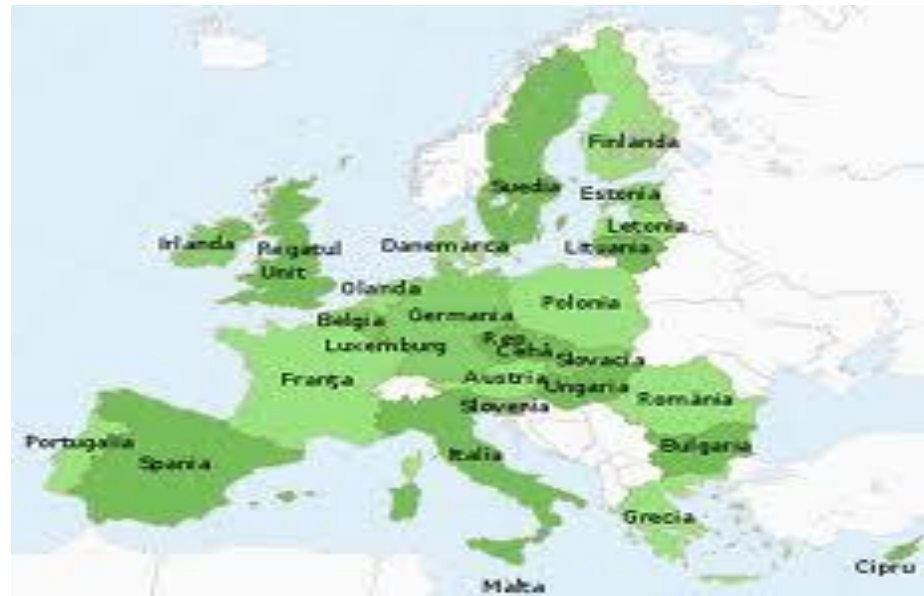 Finlanda
Suedia
Estonia
Letonia
Lituania
Irlanda
Regatul
Unit
Danemarca
Olanda
Polonia
Belgia
Germania
Luxemburg
Rep
Cehă
Slovacia
Franța
Austria
Ungaria
România
Slovenia
Portugalia
Spania
Italia
Bulgaria
Grecia
Cipru
Malta